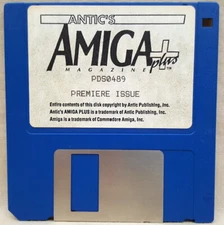 ANTIC'S
AMIGA plus™
MAGAZINE
PDS0489
PREMIERE ISSUE
Entire contents of this disk copyright by Antic Publishing, Inc.
Antic's AMIGA PLUS is a trademark of Antic Publishing, Inc.
Amiga is a trademark of Commodore Amiga, Inc.